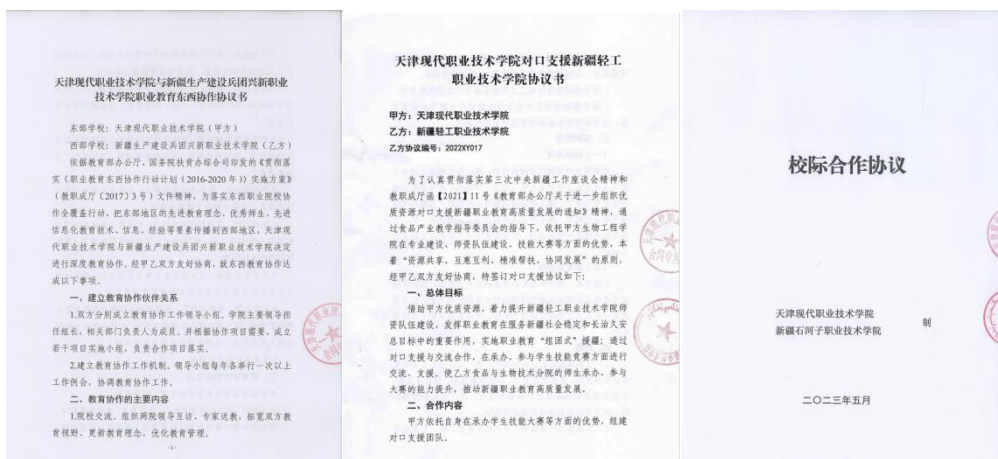 天津现代职业技术学院与新疆生产建设兵团兴新职业
技术学院职业教育东西协作协议书
东部学校：天津现代职业技术学院（甲方）
西部学校：新疆生产建设兵团兴新职业技术学院（乙方）
依据教育部办公厅、国务院扶贫办综合司印发的《贯彻落
实〈职业教育东西协作行动计划（2016-2020年）〉实施方案》
（教职成厅〔2017〕3号）文件精神，为落实东西职业院校协
作全覆盖行动，把东部地区的先进教育理念、优秀师生、先进
信息化教育技术、信息、经验等要素传播到西部地区，天津现
代职业技术学院与新疆生产建设兵团兴新职业技术学院决定
进行深度教育协作。经甲乙双方友好协商，就东西教育协作达
成以下事项。
一、建立教育协作伙伴关系
1.双方分别成立教育协作工作领导小组，学院主要领导担
任组长，相关部门负责人为成员，并根据协作项目需要，成立
若干项目实施小组，负责合作项目落实。
2.建立教育协作工作机制，领导小组每年各举行一次以上
工作例会，协调教育协作工作。
二、教育协作的主要内容
1.院校交流。组织两院领导互访、专家送教，拓宽双方教
育视野、更新教育理念、优化教育管理。
-1-
天津现代职业技术学院对口支援新疆轻工
职业技术学院协议书
甲方：天津现代职业技术学院
乙方：新疆轻工职业技术学院
乙方协议编号：2022XY017
为了认真贯彻落实第三次中央新疆工作座谈会精神和
教职成厅函【2021】11号《教育部办公厅关于进一步组织优
质资源对口支援新疆职业教育高质量发展的通知》精神，通
过食品产业教学指导委员会的指导下，依托甲方生物工程学
院在专业建设、师资队伍建设、技能大赛等方面的优势，本
着“资源共享、互惠互利、精准帮扶、协同发展”的原则，
经甲乙双方友好协商，特签订对口支援协议如下：
一、总体目标
借助甲方优质资源，着力提升新疆轻工职业技术学院师
资队伍建设，发挥职业教育在服务新疆社会稳定和长治久安
总目标中的重要作用，实施职业教育“组团式”援疆；通过
对口支援与交流合作，在承办、参与学生技能竞赛方面进行
交流、支援。使乙方食品与生物技术分院的师生承办、参与
大赛的能力提升，推动新疆职业教育高质量发展。
二、合作内容
甲方依托自身在承办学生技能大赛等方面的优势，组建
对口支援团队。
校际合作协议
天津现代职业技术学院
新疆石河子职业技术学院
制
二〇二三年五月